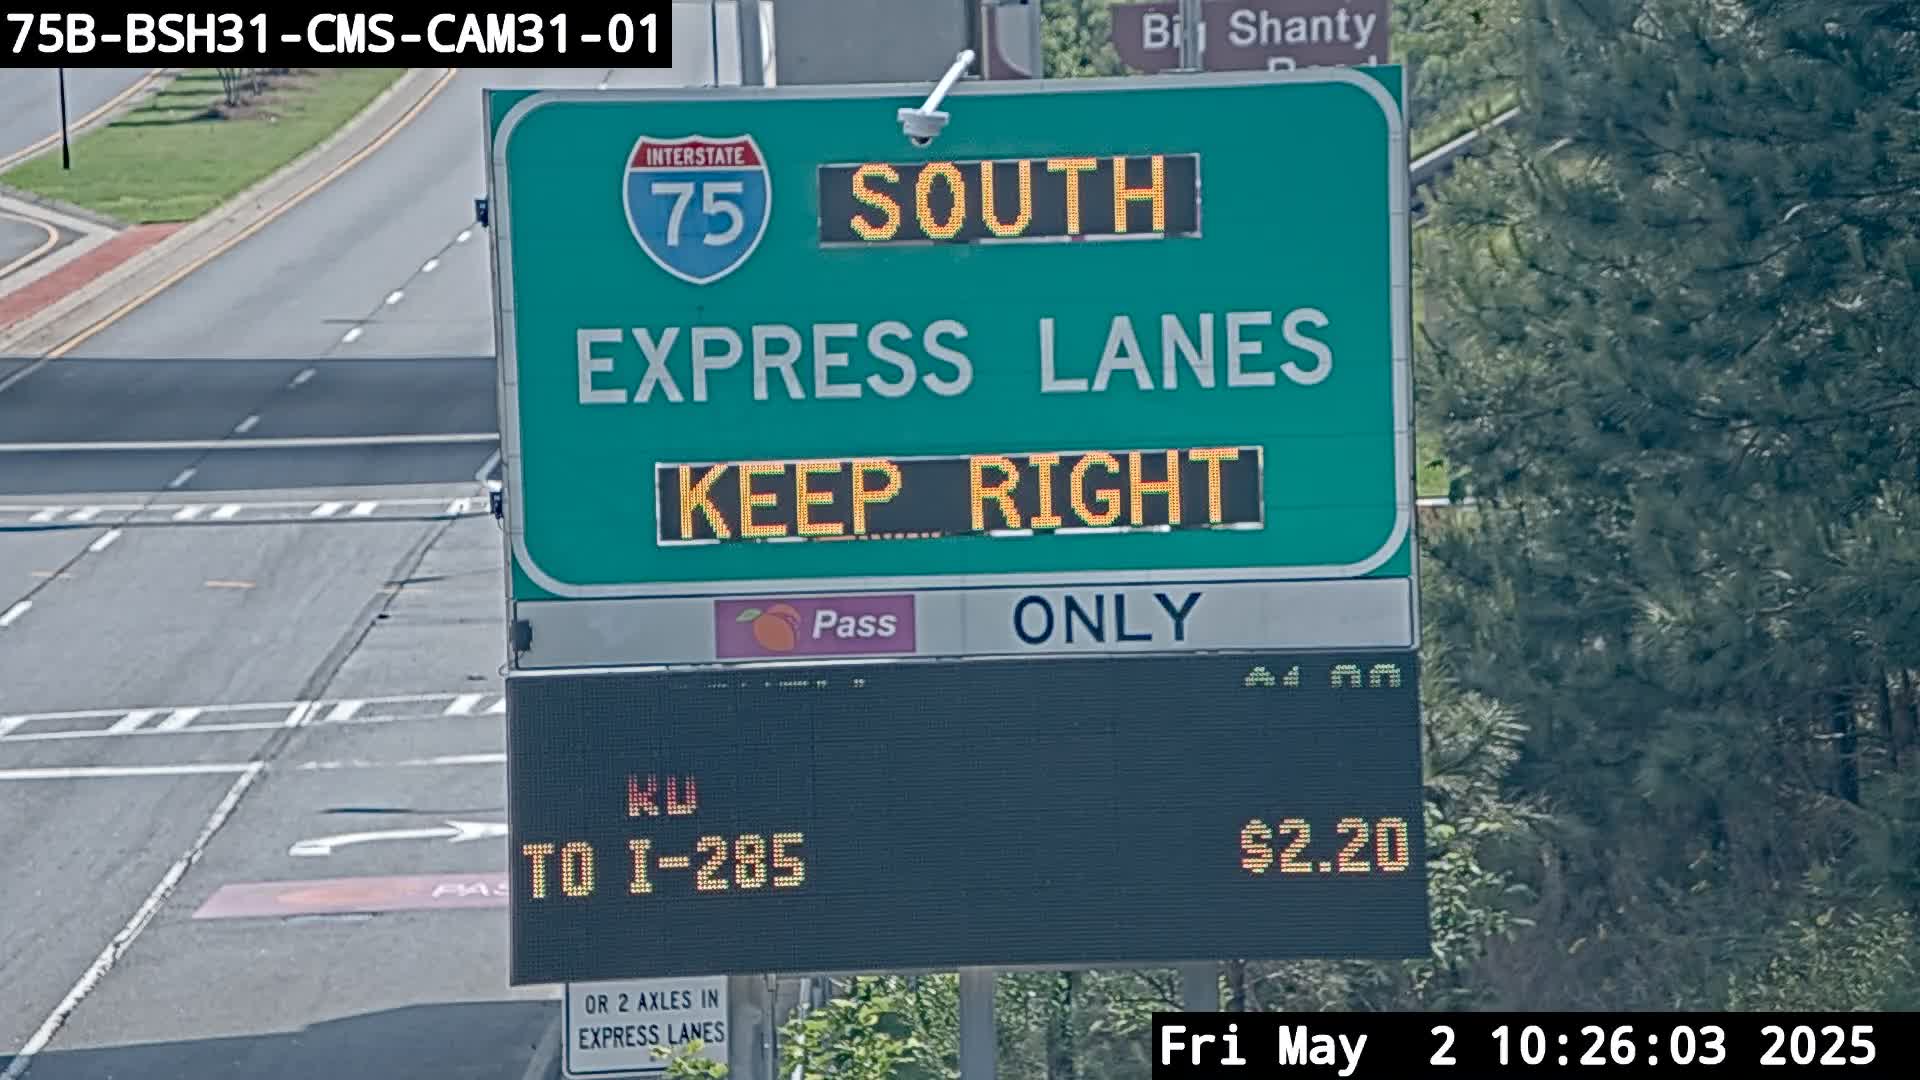 75B-BSH31-CMS-CAM31-01
Big Shanty
INTERSTATE
75
SOUTH
EXPRESS LANES
KEEP RIGHT
Pass ONLY
TO I-285 $2.20
OR 2 AXLES IN
EXPRESS LANES
Fri May 2 10:26:03 2025